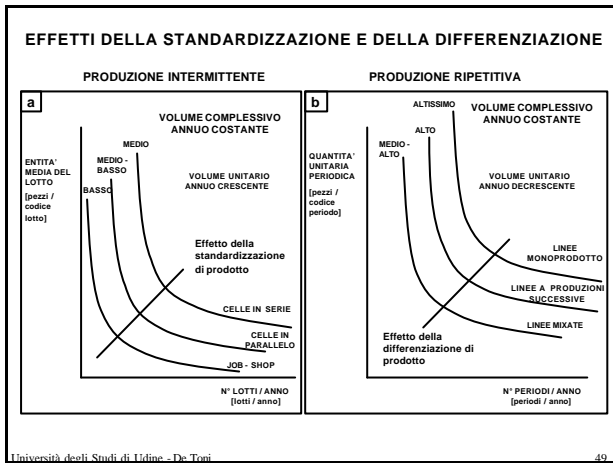 EFFETTI DELLA STANDARDIZZAZIONE E DELLA DIFFERENZIAZIONE
PRODUZIONE INTERMITTENTE
a
VOLUME COMPLESSIVO
ANNUO COSTANTE
MEDIO
ENTITA'
MEDIA DEL
LOTTO
[pezzi /
codice
lotto]
MEDIO -
BASSO
BASSO
VOLUME UNITARIO
ANNUO CRESCENTE
Effetto della
standardizzazione
di prodotto
CELLE IN SERIE
CELLE IN
PARALLELO
JOB - SHOP
N° LOTTI / ANNO
[lotti / anno]
PRODUZIONE RIPETITIVA
b
ALTISSIMO
VOLUME COMPLESSIVO
ANNUO COSTANTE
ALTO
QUANTITA'
UNITARIA
PERIODICA
[pezzi /
codice
periodo]
MEDIO -
ALTO
VOLUME UNITARIO
ANNUO DECRESCENTE
LINEE
MONOPRODOTTO
LINEE A PRODUZIONI
SUCCESSIVE
LINEE MIXATE
Effetto della
differenziazione di
prodotto
N° PERIODI / ANNO
[periodi / anno]
Università degli Studi di Udine - De Toni
49